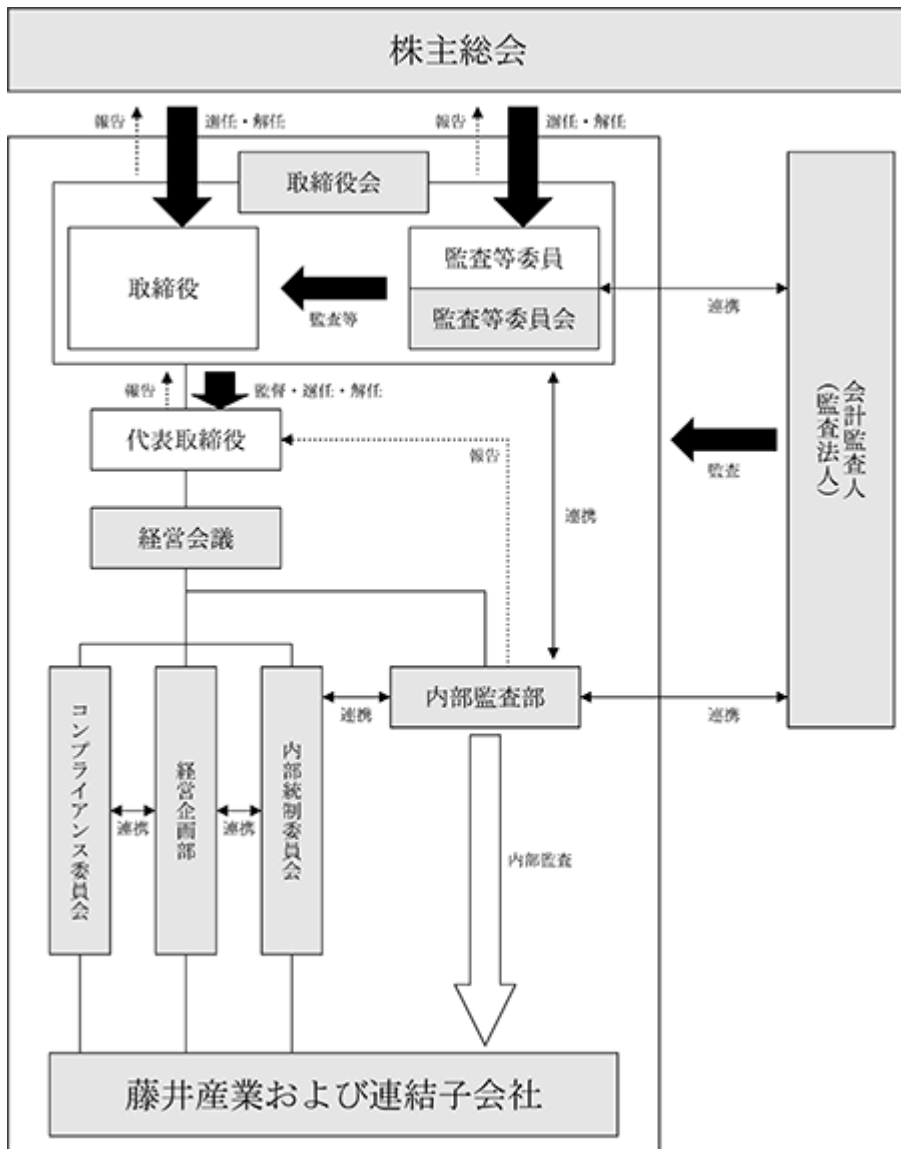 株主総会
報告
選任・解任
報告
選任・解任
取締役会
取締役
監査等
監査等委員
監査等委員会
連携
会計監査人
(監査法人)
報告
監督・選任・解任
代表取締役
報告
監査
連携
経営会議
コンプライアンス委員会
連携
経営企画部
連携
内部統制委員会
連携
内部監査部
連携
内部監査
藤井産業および連結子会社